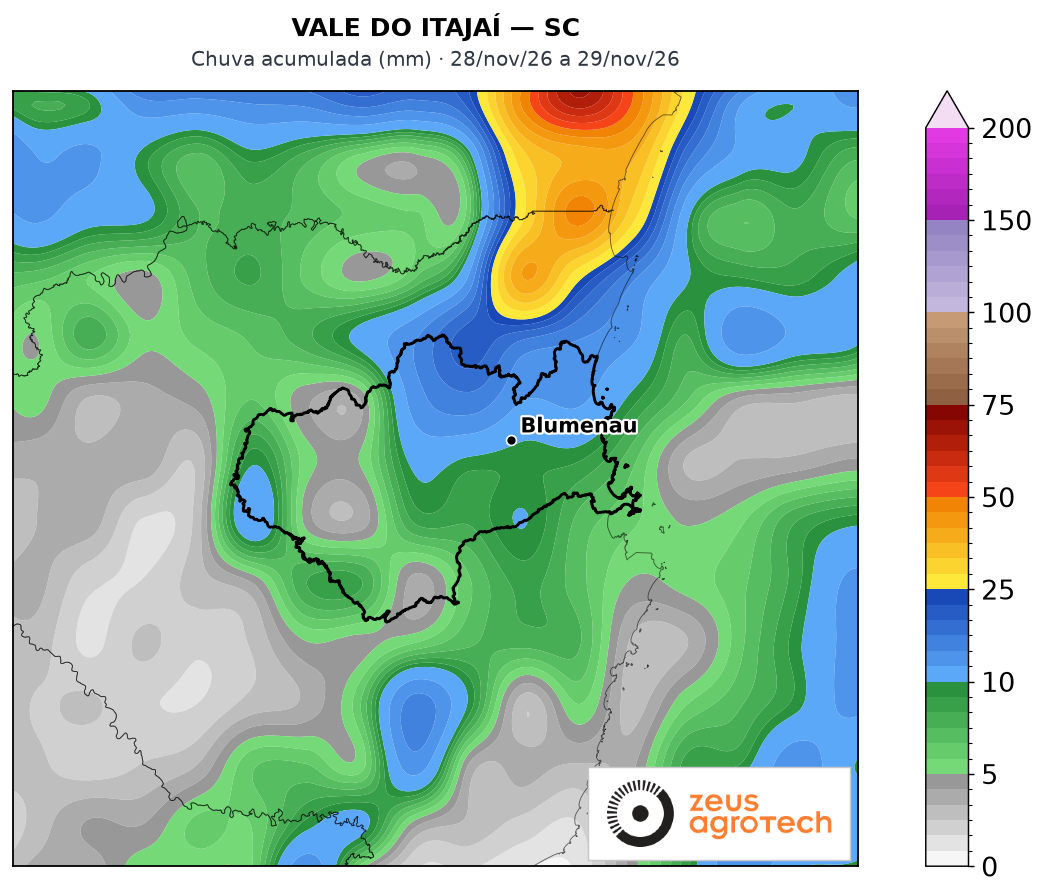 VALE DO ITAJAÍ — SC
Chuva acumulada (mm) · 28/nov/26 a 29/nov/26
200
150
100
75
50
25
10
5
0
Blumenau
zeus
agrotech